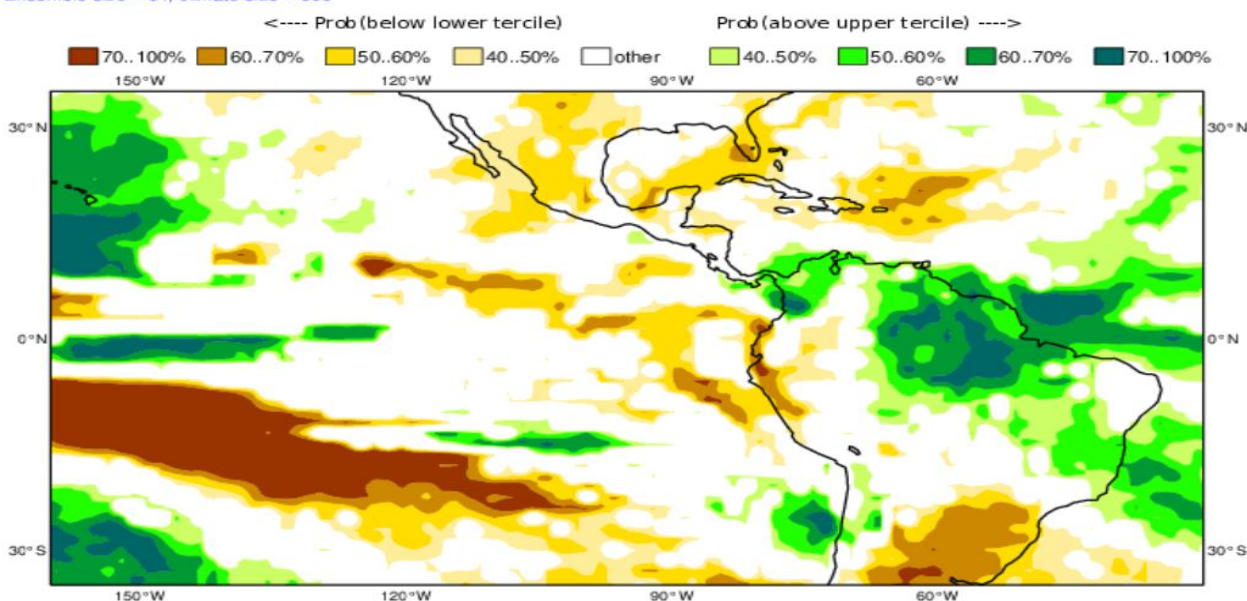 <---- Prob(below lower tercile) Prob(above upper tercile) ---->
70..100% 60..70% 50..60% 40..50% other 40..50% 50..60% 60..70% 70..100%
150°W 120°W 90°W 60°W
30°N 30°N
0°N 0°N
30°S 30°S
150°W 120°W 90°W 60°W